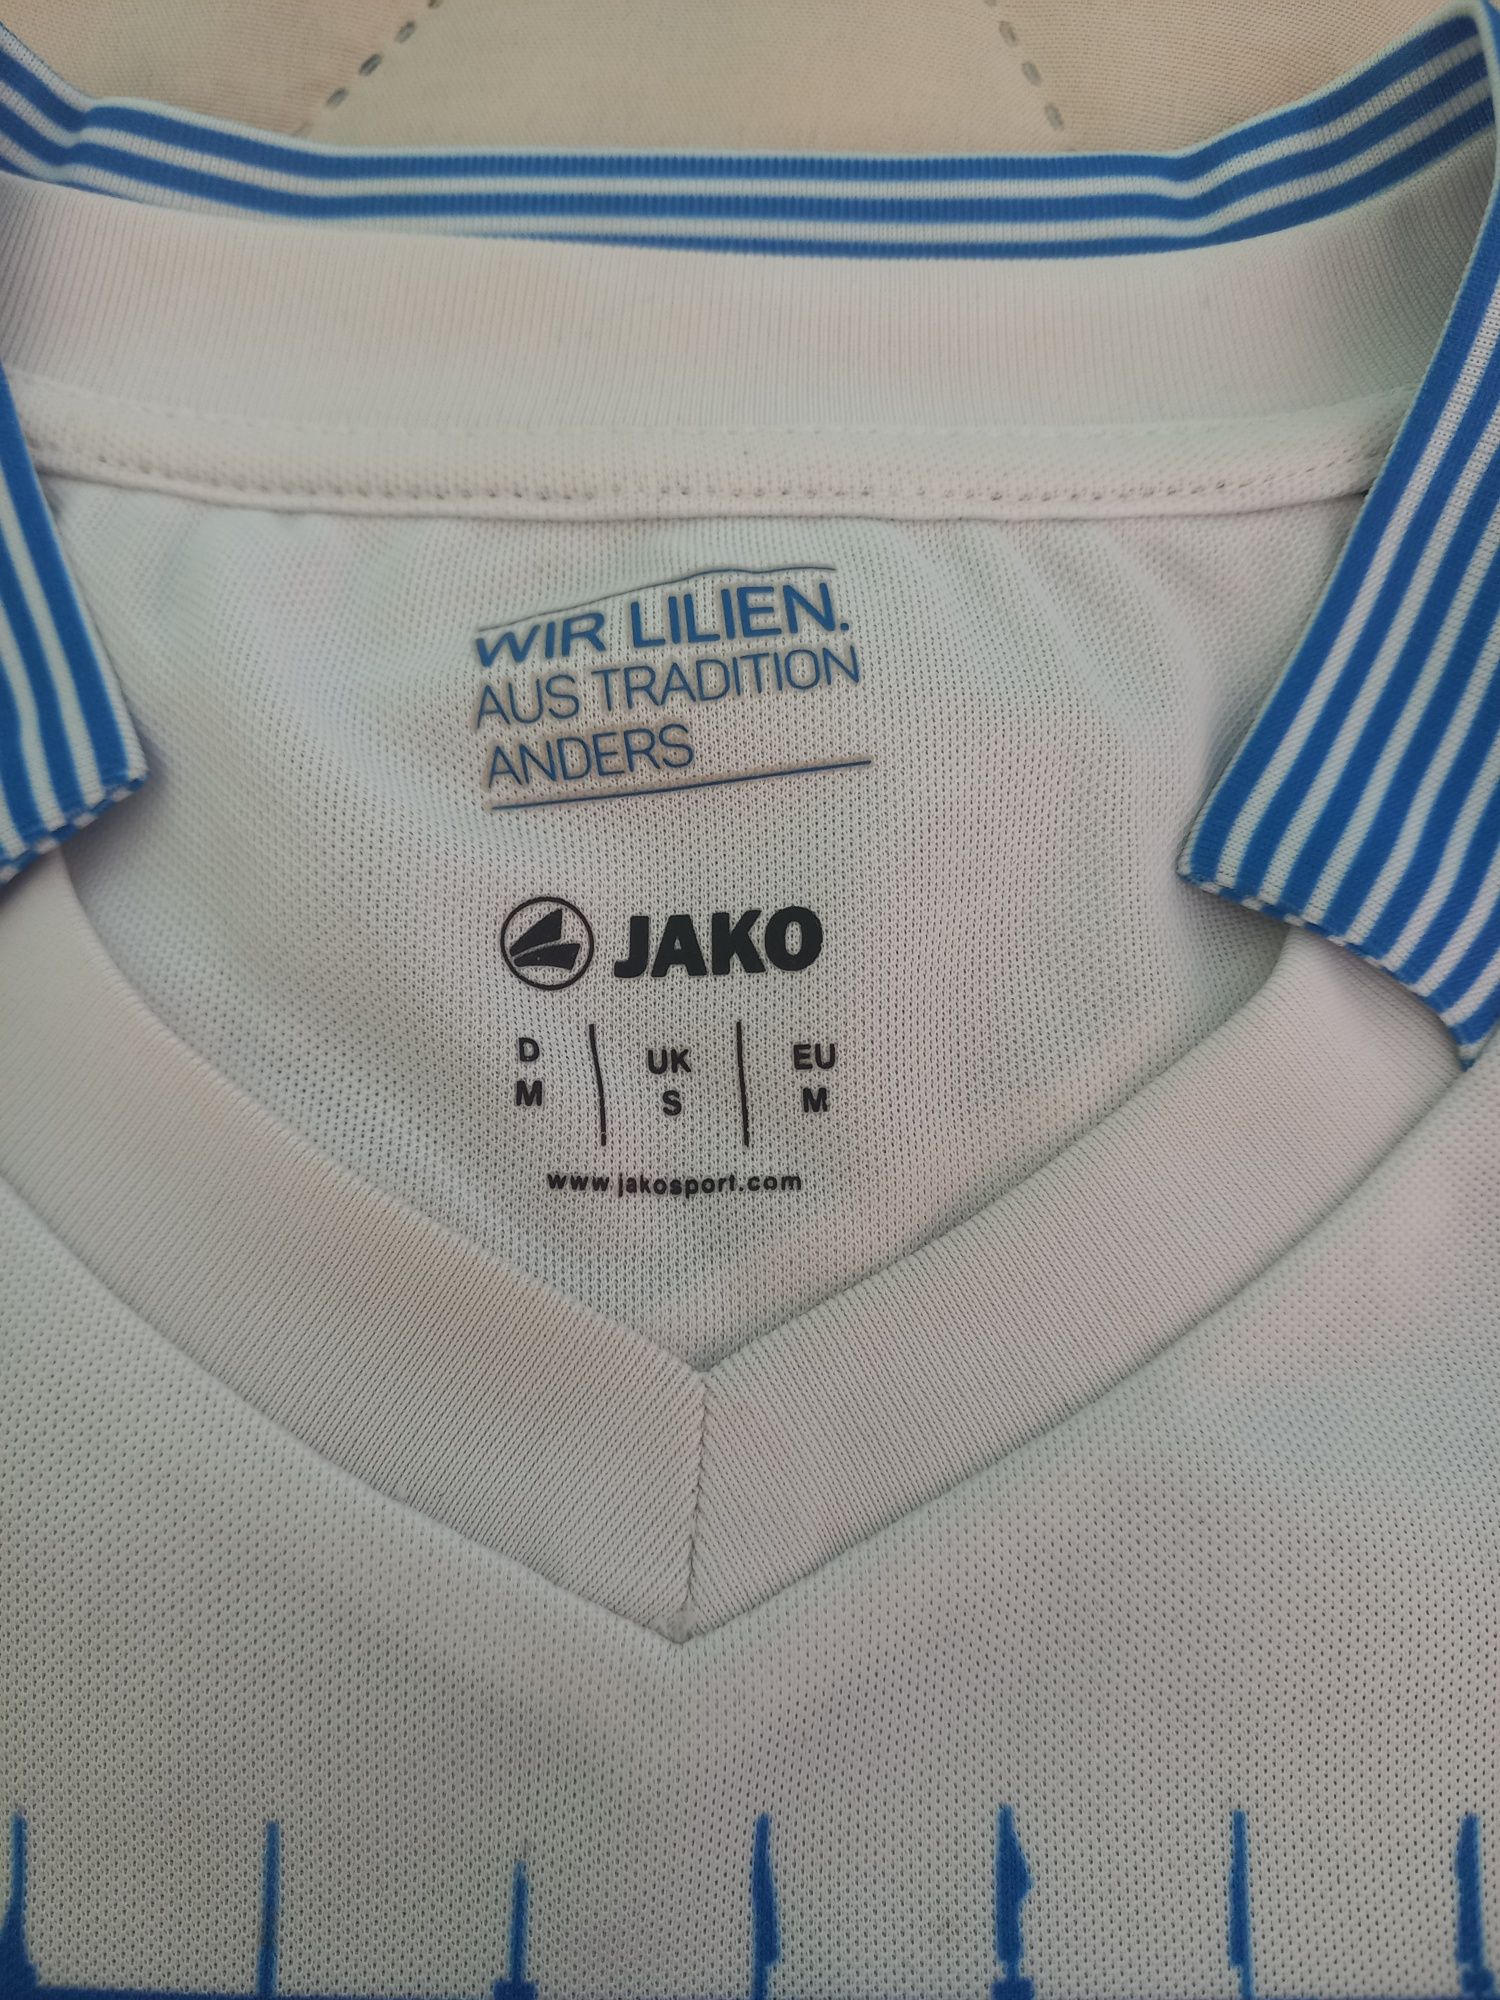 WIR LILIEN.
AUS TRADITION
ANDERS
JAKO
D UK EU
M S M
www.jakosport.com